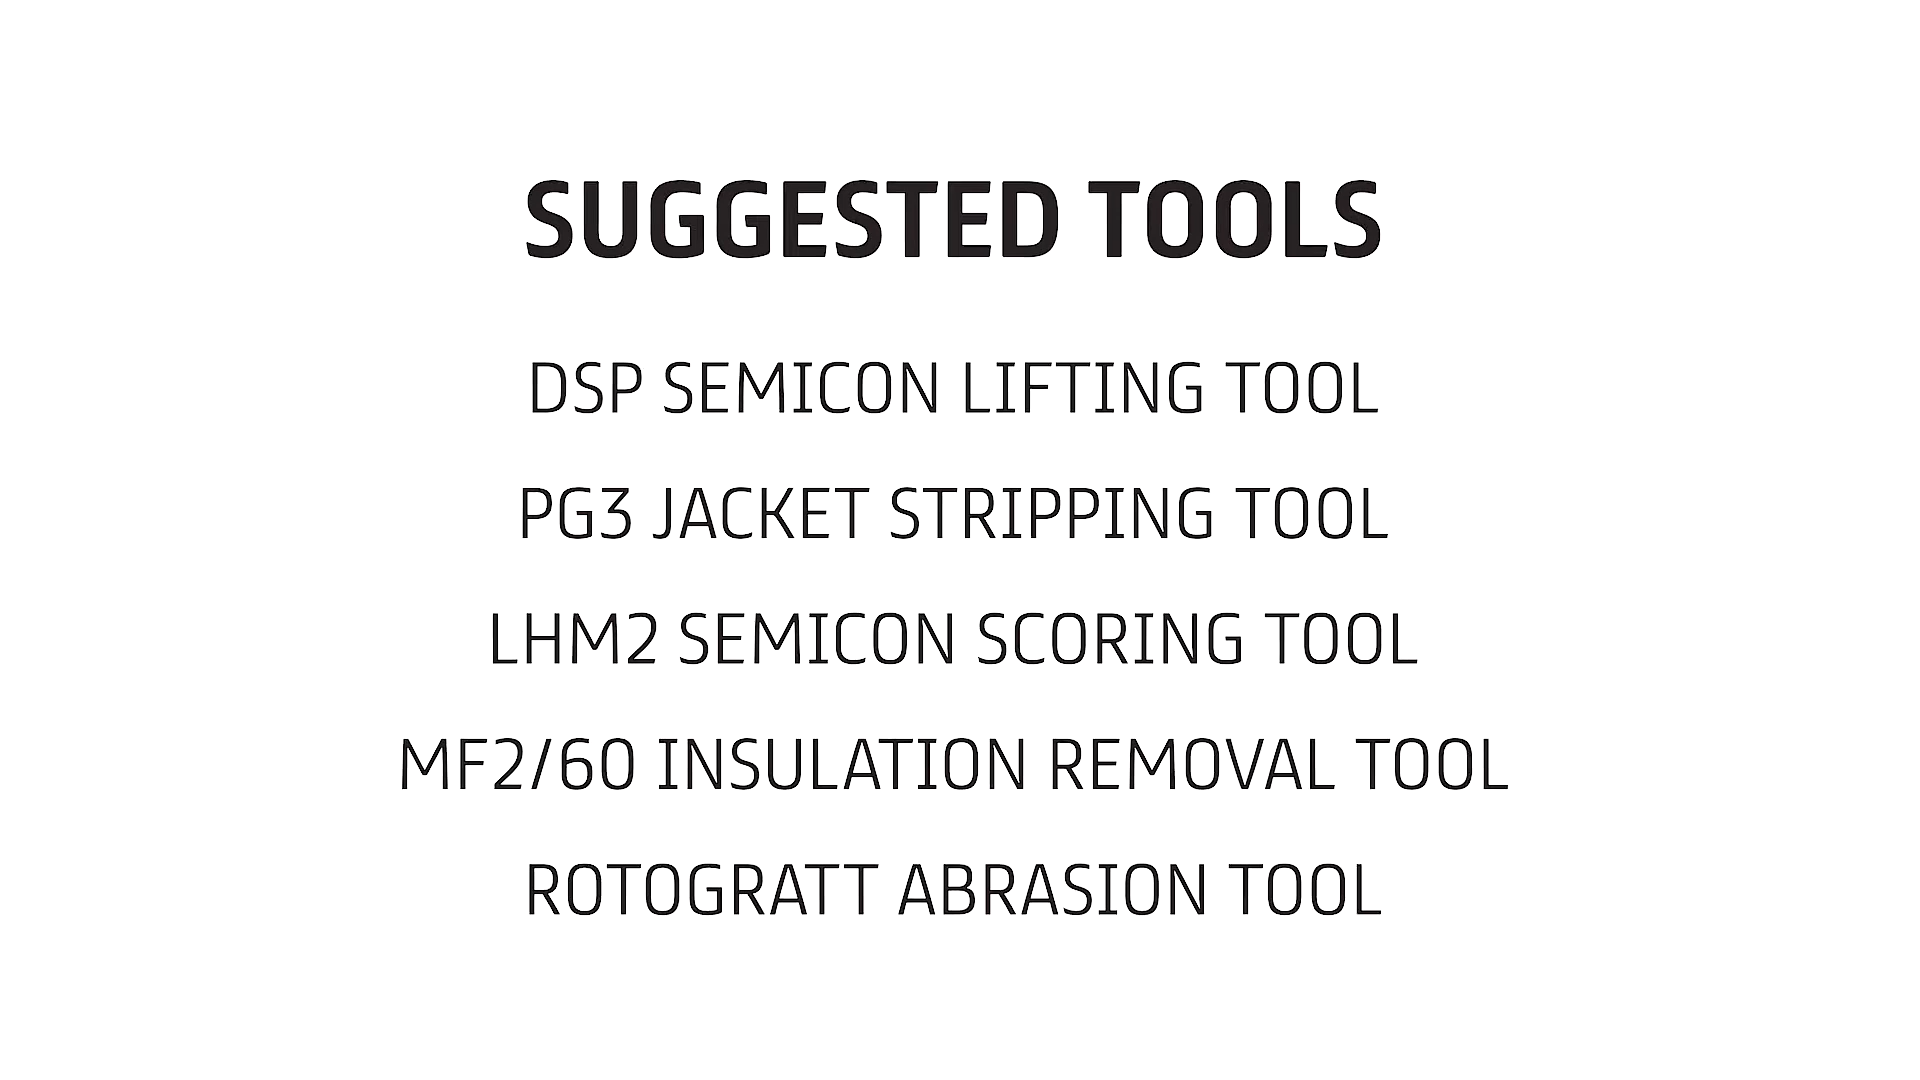 SUGGESTED TOOLS
DSP SEMICON LIFTING TOOL
PG3 JACKET STRIPPING TOOL
LHM2 SEMICON SCORING TOOL
MF2/60 INSULATION REMOVAL TOOL
ROTOGRATT ABRASION TOOL